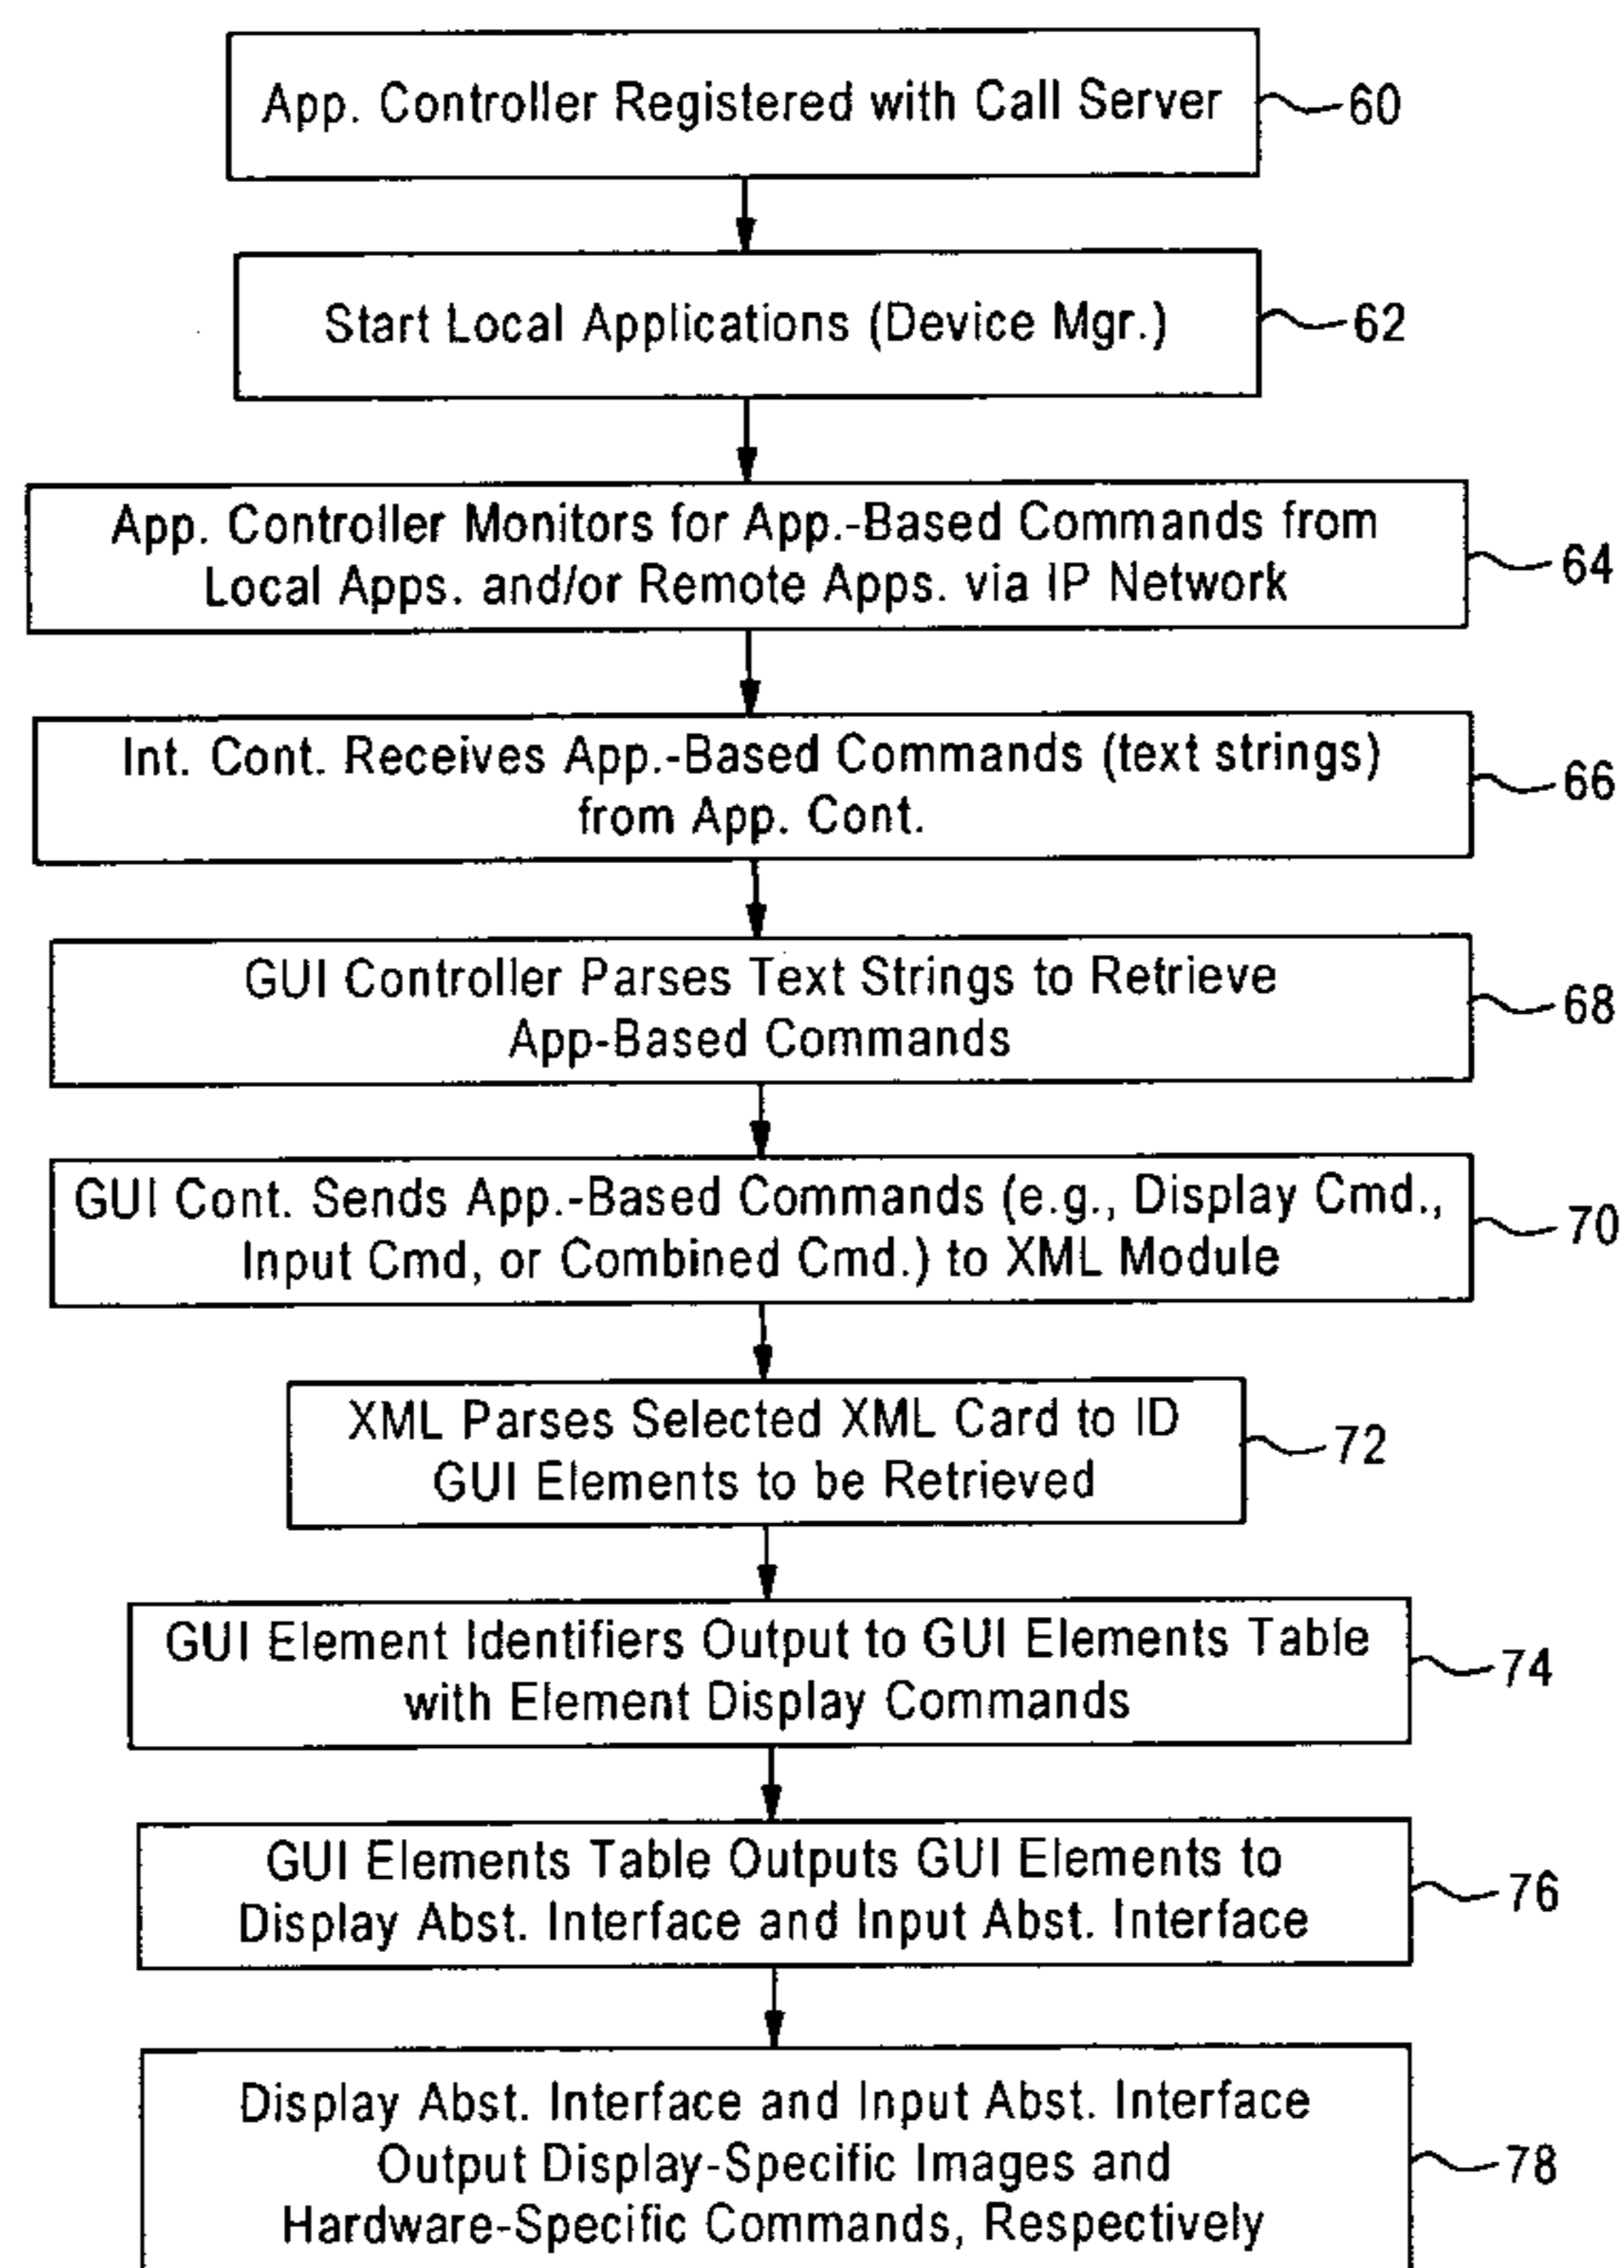 App. Controller Registered with Call Server
60
Start Local Applications (Device Mgr.)
62
App. Controller Monitors for App.-Based Commands from
Local Apps. and/or Remote Apps. via IP Network
64
Int. Cont. Receives App.-Based Commands (text strings)
from App. Cont.
66
GUI Controller Parses Text Strings to Retrieve
App-Based Commands
68
GUI Cont. Sends App.-Based Commands (e.g., Display Cmd.,
Input Cmd, or Combined Cmd.) to XML Module
70
XML Parses Selected XML Card to ID
GUI Elements to be Retrieved
72
GUI Element Identifiers Output to GUI Elements Table
with Element Display Commands
74
GUI Elements Table Outputs GUI Elements to
Display Abst. Interface and Input Abst. Interface
76
Display Abst. Interface and Input Abst. Interface
Output Display-Specific Images and
Hardware-Specific Commands, Respectively
78